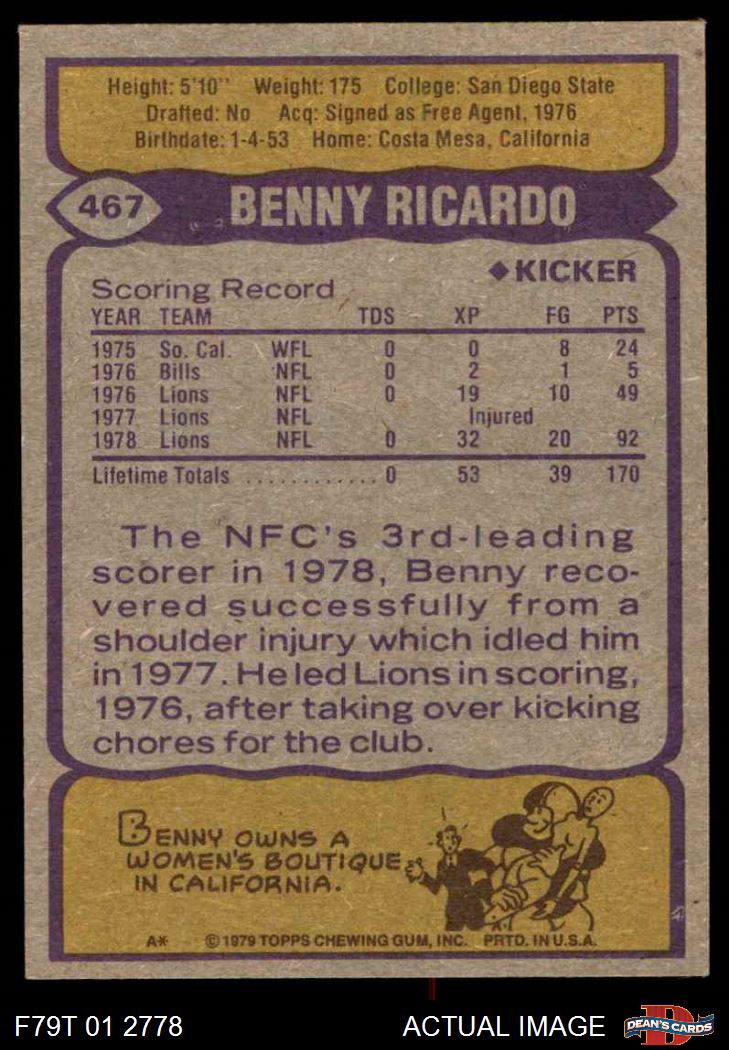 Height: 5'10" Weight: 175 College: San Diego State
Drafted: No Acq: Signed as Free Agent, 1976
Birthdate: 1-4-53 Home: Costa Mesa, California
467 BENNY RICARDO
◆KICKER
Scoring Record
YEAR TEAM TDS XP FG PTS
1975 So. Cal. WFL 0 0 8 24
1976 Bills NFL 0 2 1 5
1976 Lions NFL 0 19 10 49
1977 Lions NFL Injured
1978 Lions NFL 0 32 20 92
Lifetime Totals ............ 0 53 39 170
The NFC's 3rd-leading
scorer in 1978, Benny reco-
vered successfully from a
shoulder injury which idled him
in 1977. He led Lions in scoring,
1976, after taking over kicking
chores for the club.
BENNY OWNS A
WOMEN'S BOUTIQUE
IN CALIFORNIA.
A* © 1979 TOPPS CHEWING GUM, INC. PRTD. IN U.S.A.
F79T 01 2778 ACTUAL IMAGE DEAN'S CARDS